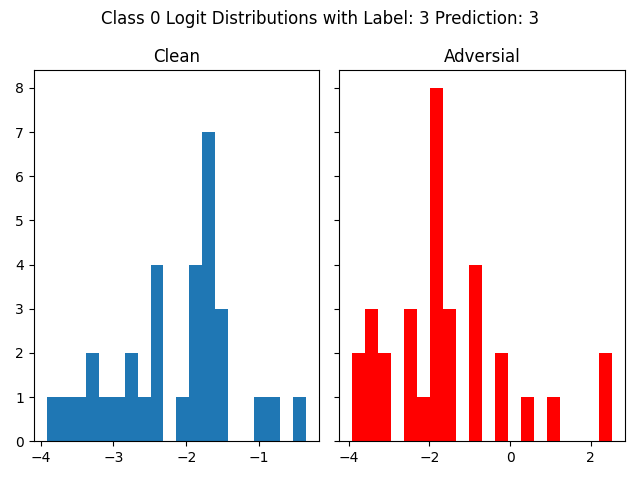 Class 0 Logit Distributions with Label: 3 Prediction: 3
Clean
Adversial
8
7
6
5
4
3
2
1
0
−4 −3 −2 −1
−4 −2 0 2